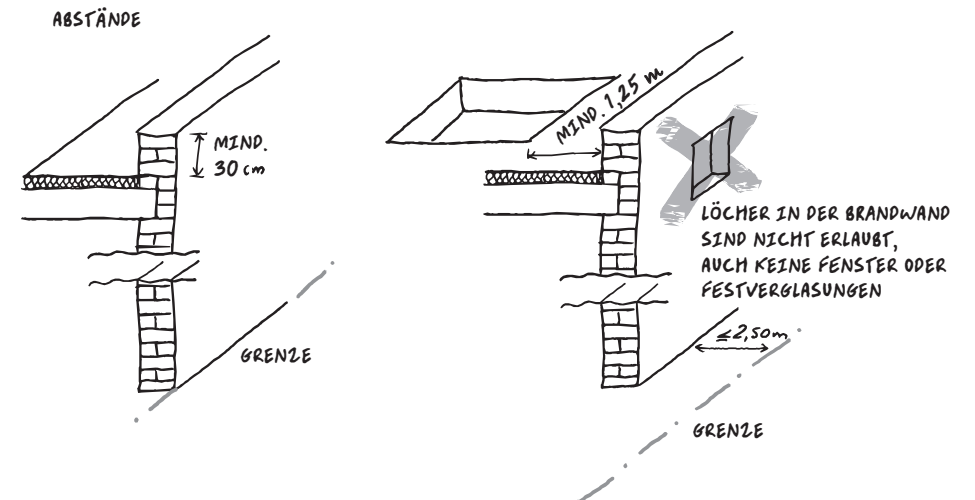 ABSTÄNDE
MIND.
30 cm
GRENZE
MIND. 1,25 m
LÖCHER IN DER BRANDWAND
SIND NICHT ERLAUBT,
AUCH KEINE FENSTER ODER
FESTVERGLASUNGEN
≤2,50m
GRENZE